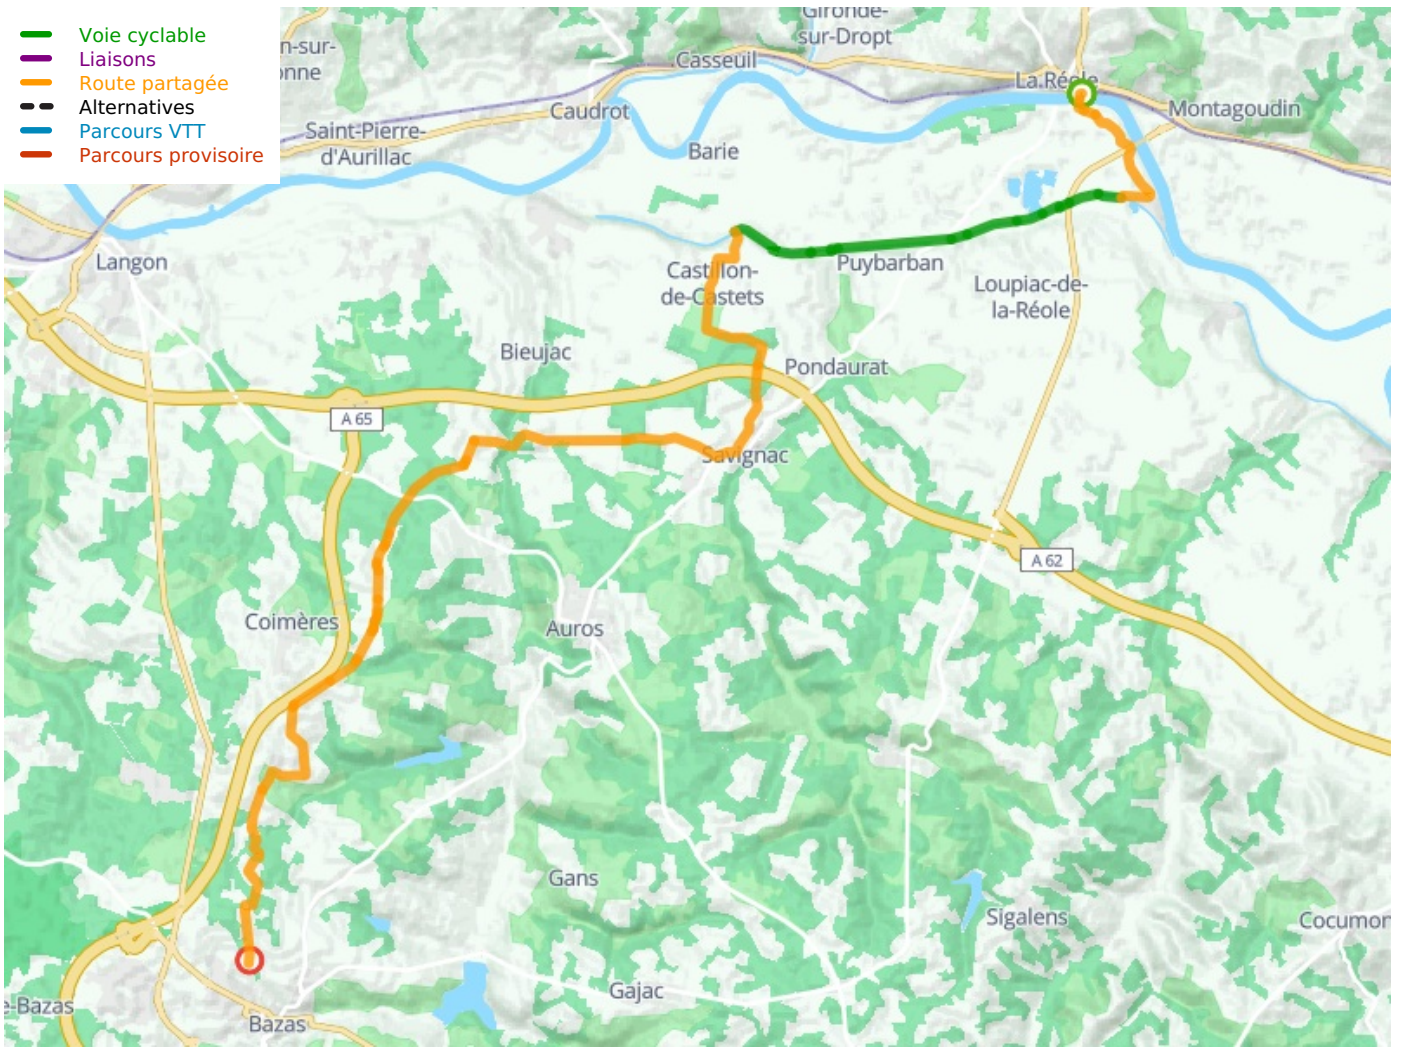 Voie cyclable
Liaisons
Route partagée
Alternatives
Parcours VTT
Parcours provisoire
n-sur-
onne
Gironde-
sur-Dropt
Casseuil
La Réole
Caudrot
Montagoudin
Saint-Pierre-
d'Aurillac
Barie
Langon
Castillon-
de-Castets
Puybarban
Loupiac-de-
la-Réole
Bieujac
Pondaurat
A 65
Savignac
A 62
Coimères
Auros
Gans
Sigalens
Cocumor
e-Bazas
Gajac
Bazas